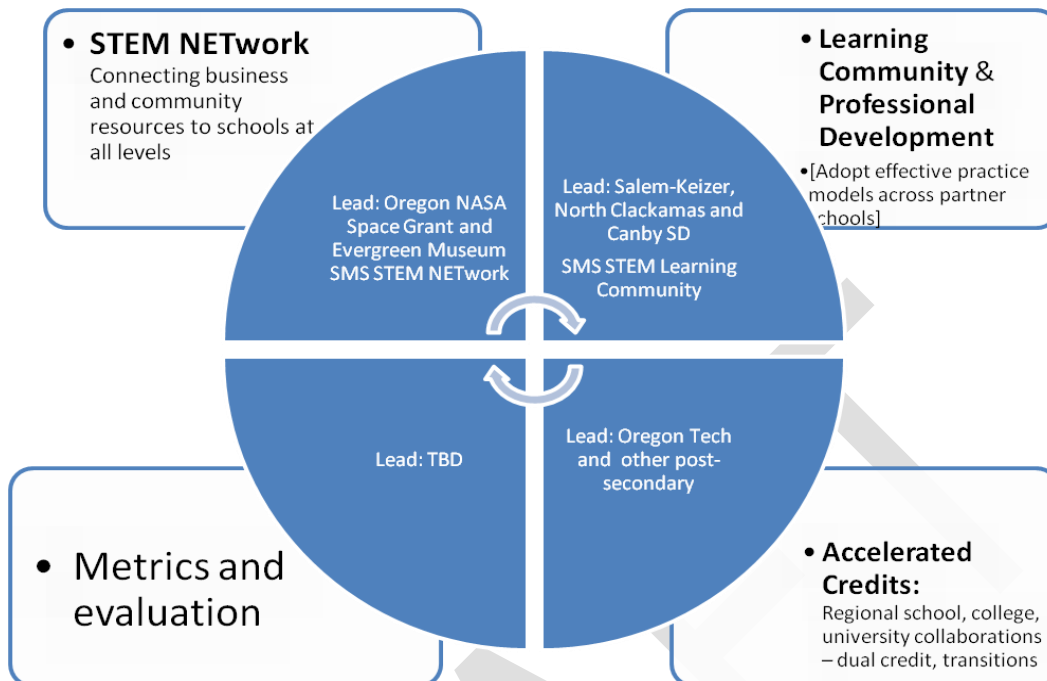 • STEM NETwork
Connecting business
and community
resources to schools at
all levels
• Learning
Community &
Professional
Development
•[Adopt effective practice
models across partner
chools]
Lead: Oregon NASA
Space Grant and
Evergreen Museum
SMS STEM NETwork
Lead: Salem-Keizer,
North Clackamas and
Canby SD
SMS STEM Learning
Community
Lead: TBD
Lead: Oregon Tech
and other post-
secondary
• Metrics and
evaluation
• Accelerated
Credits:
Regional school, college,
university collaborations
– dual credit, transitions